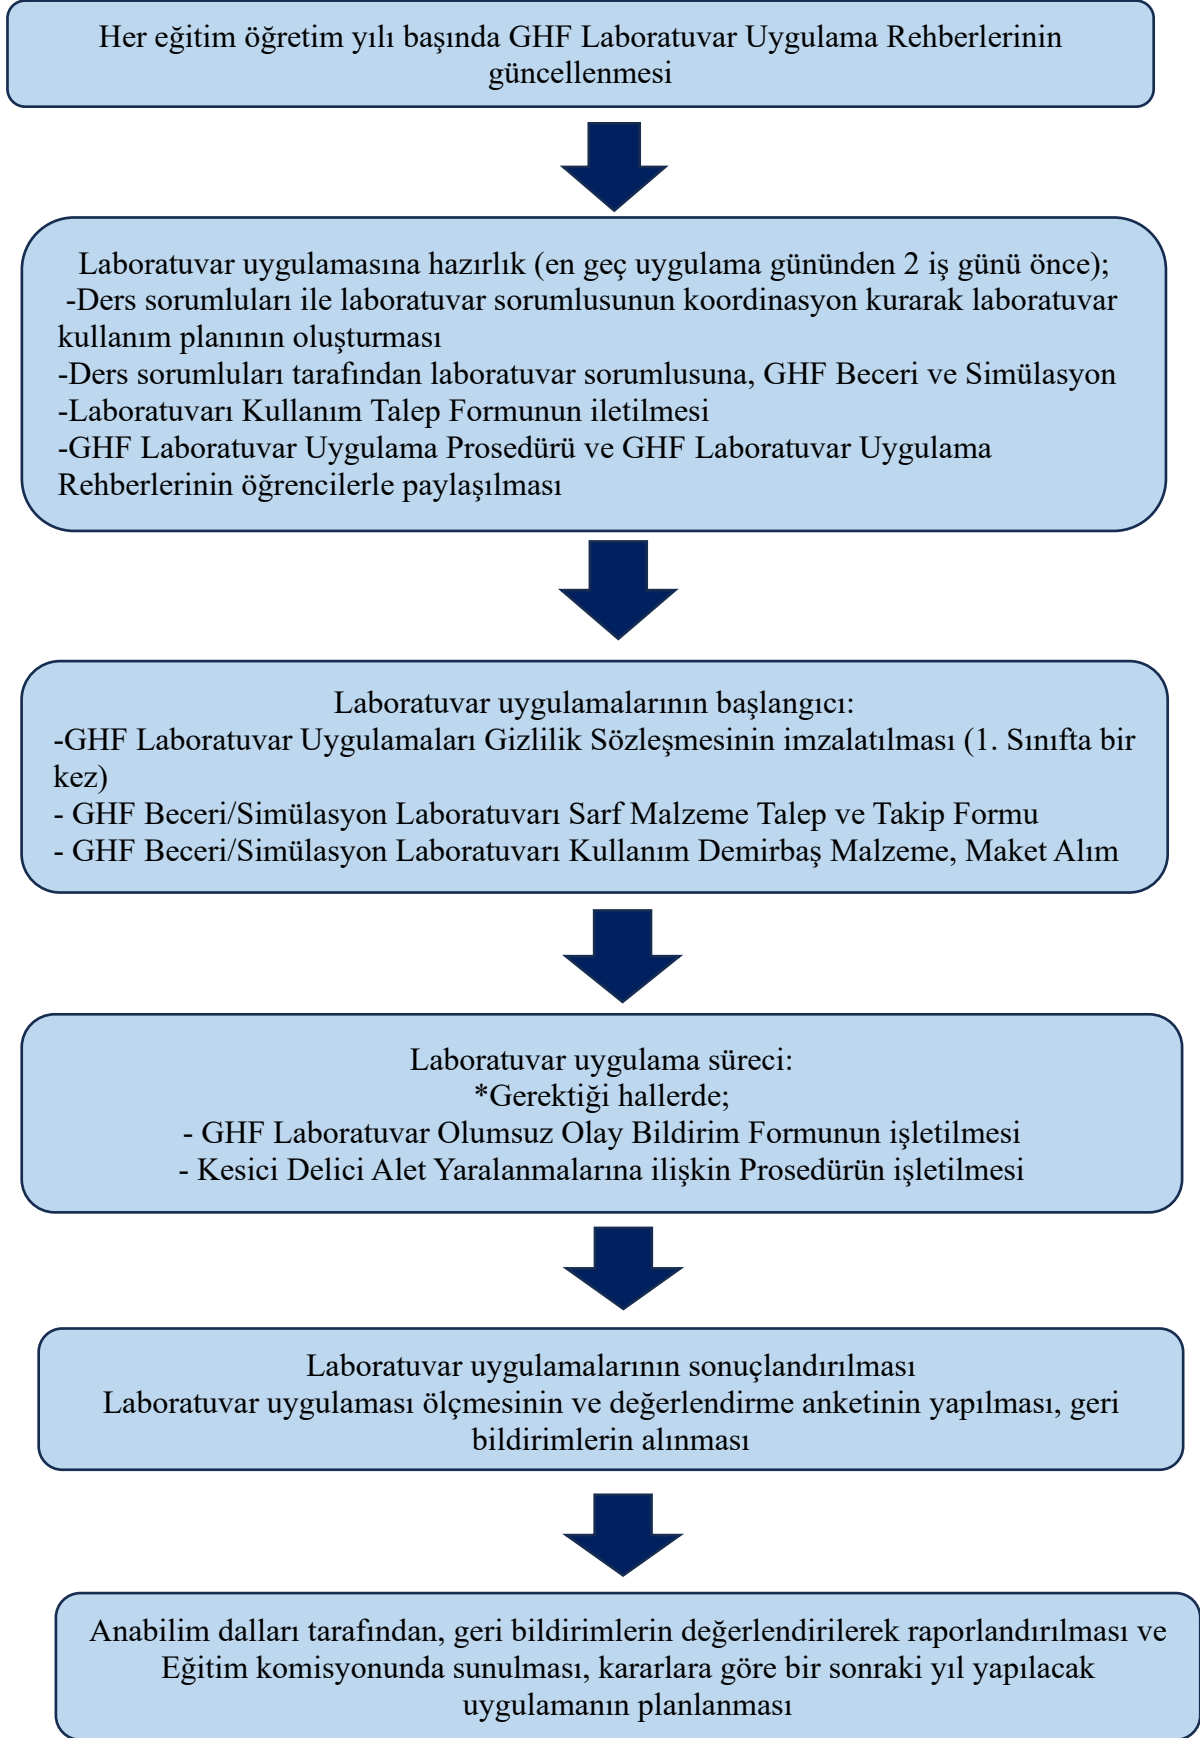 Her eğitim öğretim yılı başında GHF Laboratuvar Uygulama Rehberlerinin
güncellenmesi
Laboratuvar uygulamasına hazırlık (en geç uygulama gününden 2 iş günü önce);
-Ders sorumluları ile laboratuvar sorumlusunun koordinasyon kurarak laboratuvar
kullanım planının oluşturması
-Ders sorumluları tarafından laboratuvar sorumlusuna, GHF Beceri ve Simülasyon
-Laboratuvarı Kullanım Talep Formunun iletilmesi
-GHF Laboratuvar Uygulama Prosedürü ve GHF Laboratuvar Uygulama
Rehberlerinin öğrencilerle paylaşılması
Laboratuvar uygulamalarının başlangıcı:
-GHF Laboratuvar Uygulamaları Gizlilik Sözleşmesinin imzalatılması (1. Sınıfta bir
kez)
- GHF Beceri/Simülasyon Laboratuvarı Sarf Malzeme Talep ve Takip Formu
- GHF Beceri/Simülasyon Laboratuvarı Kullanım Demirbaş Malzeme, Maket Alım
Laboratuvar uygulama süreci:
*Gerektiği hallerde;
- GHF Laboratuvar Olumsuz Olay Bildirim Formunun işletilmesi
- Kesici Delici Alet Yaralanmalarına ilişkin Prosedürün işletilmesi
Laboratuvar uygulamalarının sonuçlandırılması
Laboratuvar uygulaması ölçmesinin ve değerlendirme anketinin yapılması, geri
bildirimlerin alınması
Anabilim dalları tarafından, geri bildirimlerin değerlendirilerek raporlandırılması ve
Eğitim komisyonunda sunulması, kararlara göre bir sonraki yıl yapılacak
uygulamanın planlanması